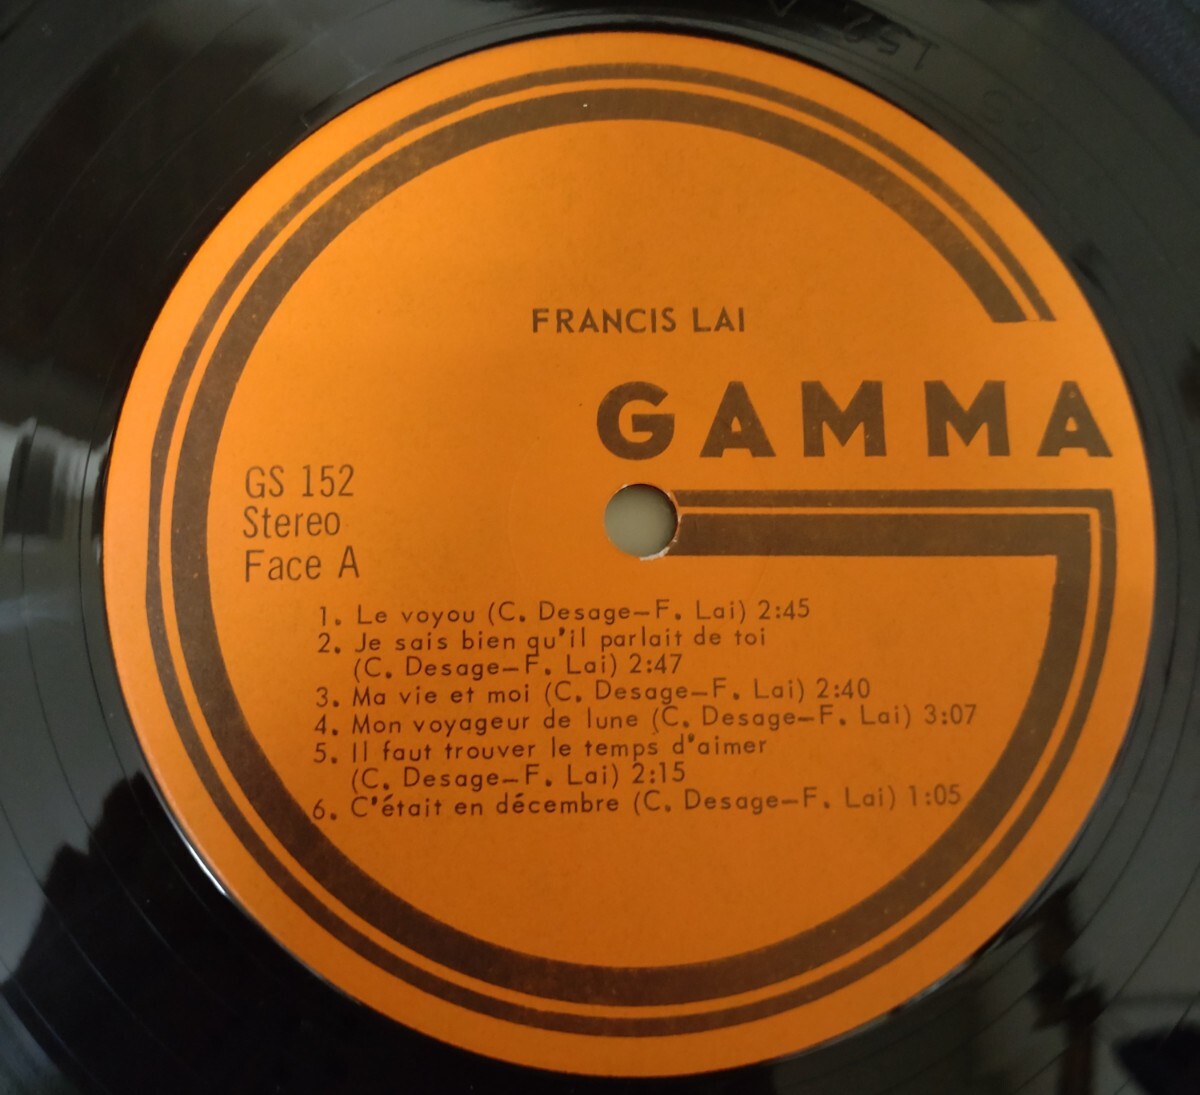 FRANCIS LAI
GAMMA
GS 152
Stereo
Face A
1. Le voyou (C. Desage—F. Lai) 2:45
2. Je sais bien qu'il parlait de toi
(C. Desage—F. Lai) 2:47
3. Ma vie et moi (C. Desage—F. Lai) 2:40
4. Mon voyageur de lune (C. Desage—F. Lai) 3:07
5. Il faut trouver le temps d'aimer
(C. Desage—F. Lai) 2:15
6. C'était en décembre (C. Desage—F. Lai) 1:05